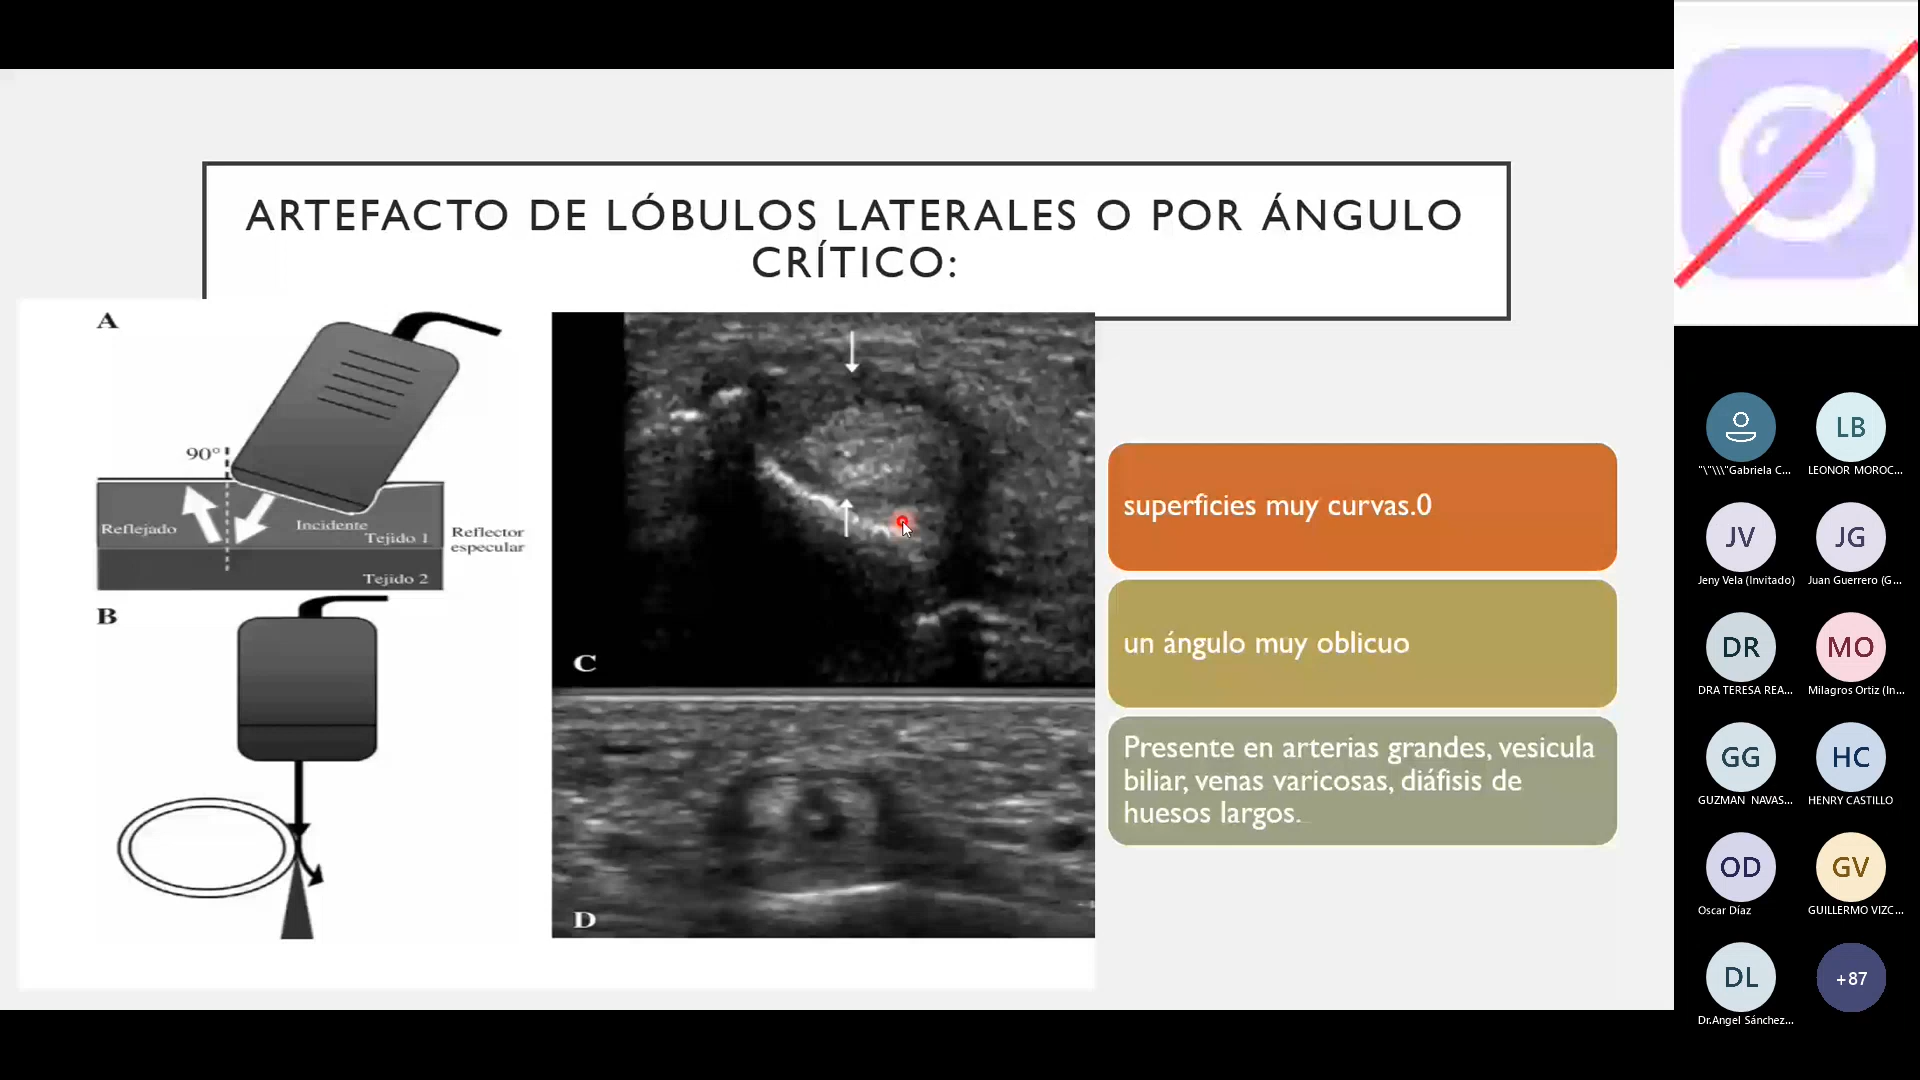 ARTEFACTO DE LÓBULOS LATERALES O POR ÁNGULO
CRÍTICO:
A
90°
Reflejado
Incidente
Tejido 1
Reflector
especular
Tejido 2
B
C
D
superficies muy curvas.0
un ángulo muy oblicuo
Presente en arterias grandes, vesicula
biliar, venas varicosas, diáfisis de
huesos largos.
"\"\\\"Gabriela C...
LB
LEONOR MOROC...
JV
Jeny Vela (Invitado)
JG
Juan Guerrero (G...
DR
DRA TERESA REA...
MO
Milagros Ortiz (In...
GG
GUZMAN NAVAS...
HC
HENRY CASTILLO
OD
Oscar Díaz
GV
GUILLERMO VIZC...
DL
Dr.Angel Sánchez...
+87